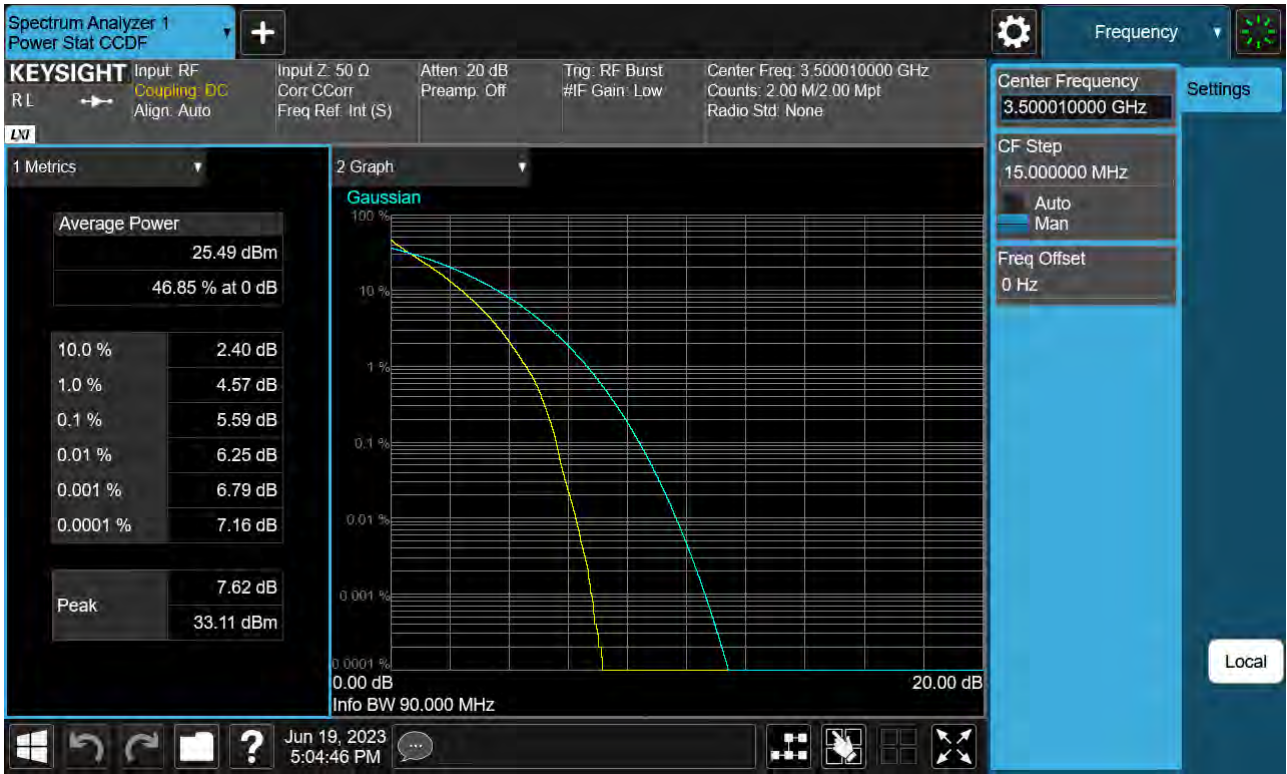 Spectrum Analyzer 1
Power Stat CCDF
+
Frequency
KEYSIGHT
RL
LXI
Input: RF
Coupling: DC
Align: Auto
Input Z: 50 Ω
Corr CCorr
Freq Ref: Int (S)
Atten: 20 dB
Preamp: Off
Trig: RF Burst
#IF Gain: Low
Center Freq: 3.500010000 GHz
Counts: 2.00 M/2.00 Mpt
Radio Std: None
Center Frequency
3.500010000 GHz
Settings
CF Step
15.000000 MHz
Auto
Man
Freq Offset
0 Hz
1 Metrics
Average Power
25.49 dBm
46.85 % at 0 dB
10.0 % 2.40 dB
1.0 % 4.57 dB
0.1 % 5.59 dB
0.01 % 6.25 dB
0.001 % 6.79 dB
0.0001 % 7.16 dB
Peak
7.62 dB
33.11 dBm
2 Graph
Gaussian
100 %
10 %
1 %
0.1 %
0.01 %
0.001 %
0.0001 %
0.00 dB 20.00 dB
Info BW 90.000 MHz
Local
?
Jun 19, 2023
5:04:46 PM